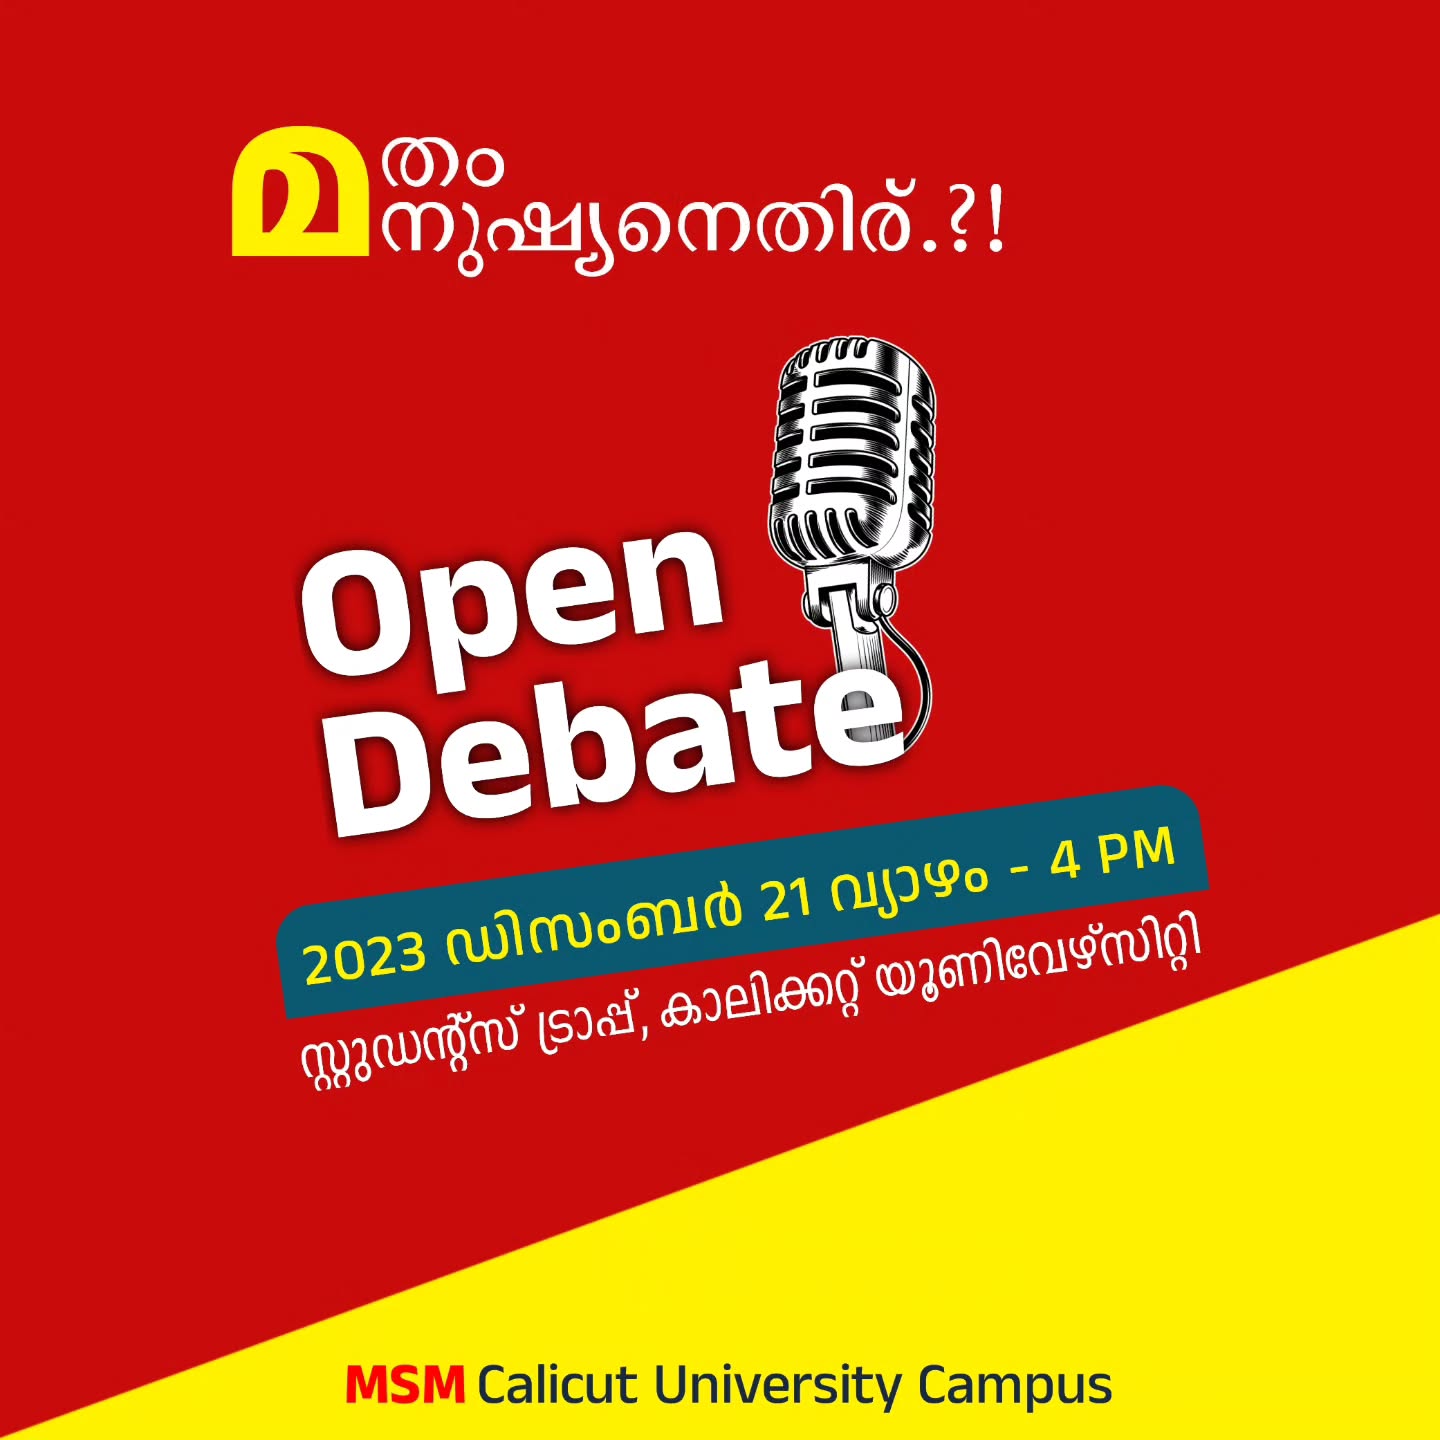 മതം
മനുഷ്യനെതിര്.?!
Open
Debate
2023 ഡിസംബർ 21 വ്യാഴം - 4 PM
സ്റ്റുഡന്റ്സ് ട്രാപ്പ്, കാലിക്കറ്റ് യൂണിവേഴ്സിറ്റി
MSM Calicut University Campus